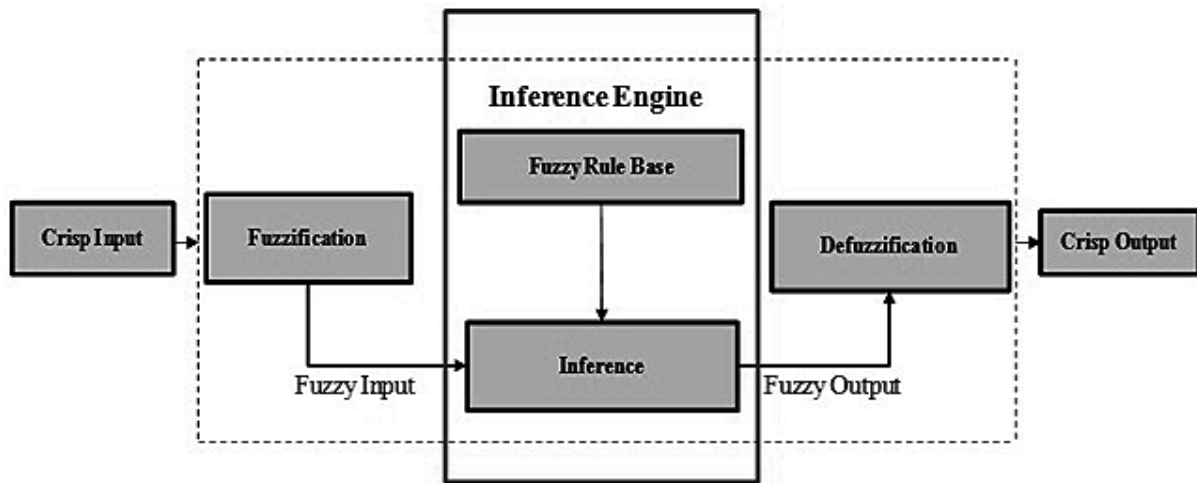 Inference Engine
Fuzzy Rule Base
Crisp Input
Fuzzification
Defuzzification
Crisp Output
Inference
Fuzzy Input
Fuzzy Output